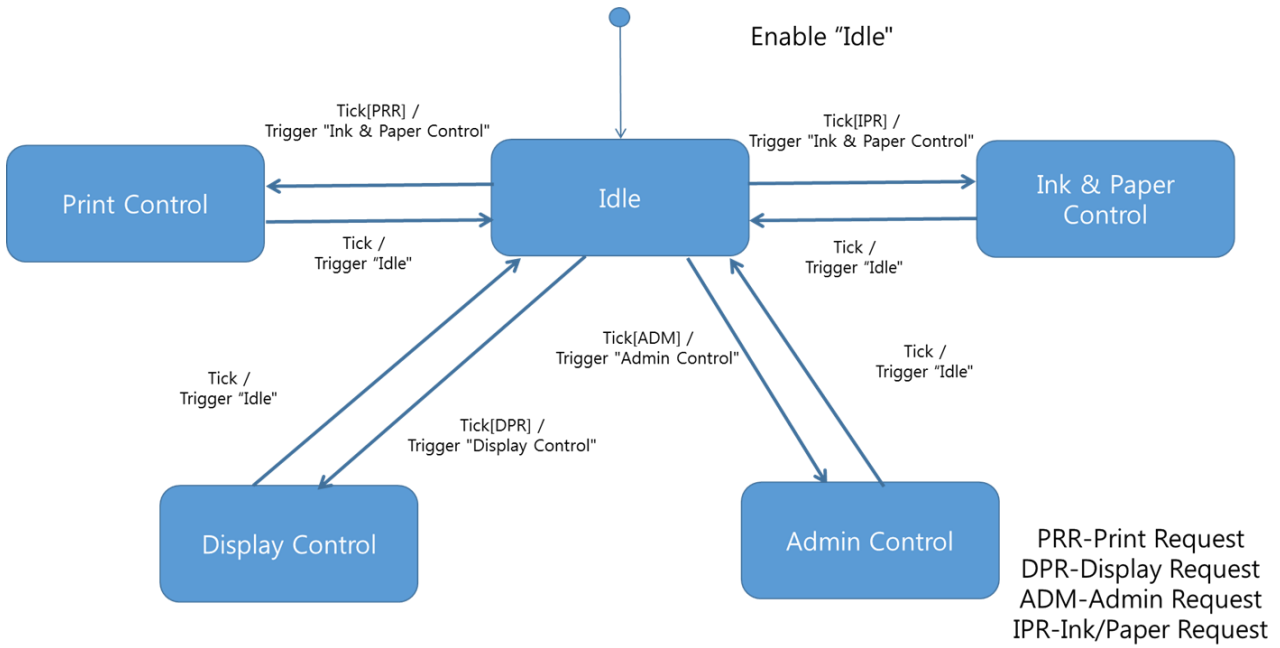 Enable “Idle"
Tick[PRR] /
Trigger "Ink & Paper Control"
Tick[IPR] /
Trigger "Ink & Paper Control"
Print Control
Idle
Ink & Paper
Control
Tick /
Trigger “Idle"
Tick /
Trigger “Idle"
Tick[ADM] /
Trigger "Admin Control"
Tick /
Trigger “Idle"
Tick /
Trigger “Idle"
Tick[DPR] /
Trigger "Display Control"
Display Control
Admin Control
PRR-Print Request
DPR-Display Request
ADM-Admin Request
IPR-Ink/Paper Request